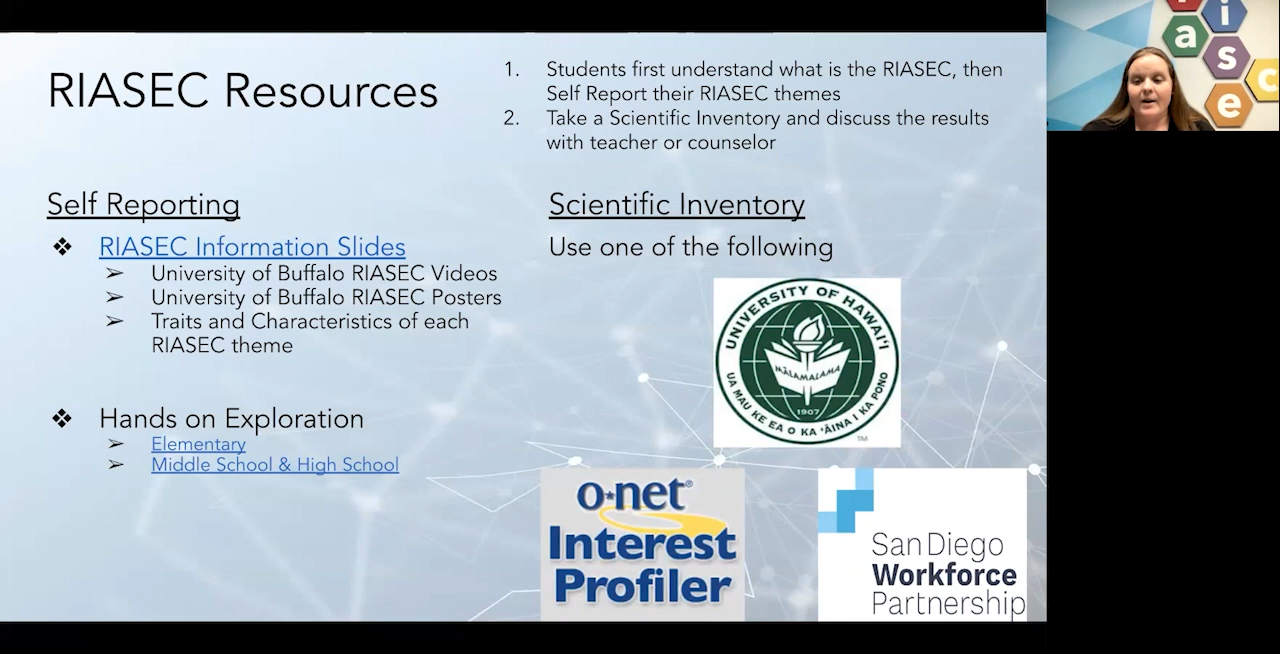 RIASEC Resources
1. Students first understand what is the RIASEC, then
Self Report their RIASEC themes
2. Take a Scientific Inventory and discuss the results
with teacher or counselor
Self Reporting
❖ RIASEC Information Slides
➢ University of Buffalo RIASEC Videos
➢ University of Buffalo RIASEC Posters
➢ Traits and Characteristics of each
RIASEC theme
❖ Hands on Exploration
➢ Elementary
➢ Middle School & High School
Scientific Inventory
Use one of the following
UNIVERSITY OF HAWAI'I
MĀLAMALAMA
1907
UA MAU KE EA O KA 'ĀINA I KA PONO
TM
o*net®
Interest
Profiler
San Diego
Workforce
Partnership
i
a
s
c
e